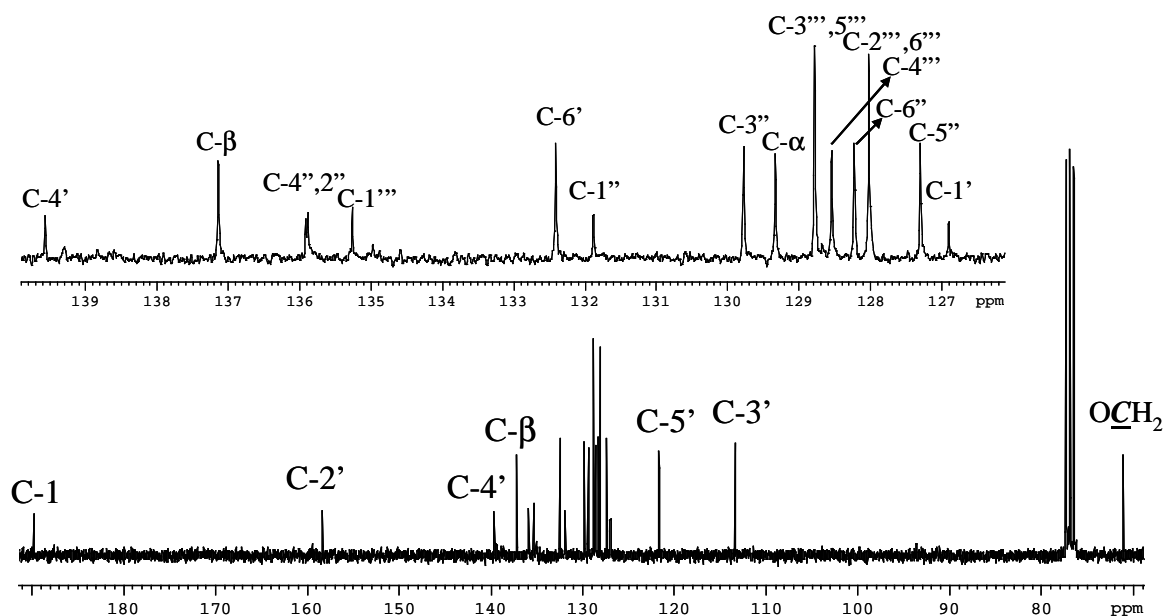 C-3''',5'''
C-2''',6'''
C-4'''
C-6''
C-6'
C-3''
C-α
C-5''
C-β
C-4'',2''
C-1'''
C-4'
C-1''
C-1'
139 138 137 136 135 134 133 132 131 130 129 128 127 ppm
OCH₂
C-5' C-3'
C-β
C-2'
C-4'
C-1
180 170 160 150 140 130 120 110 100 90 80 ppm